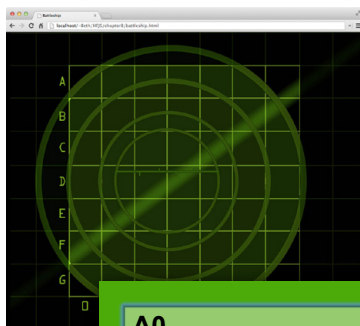 Battleship
localhost/~Beth/HFJS/chapter8/battleship.html
A
B
C
D
E
F
G
0
A0